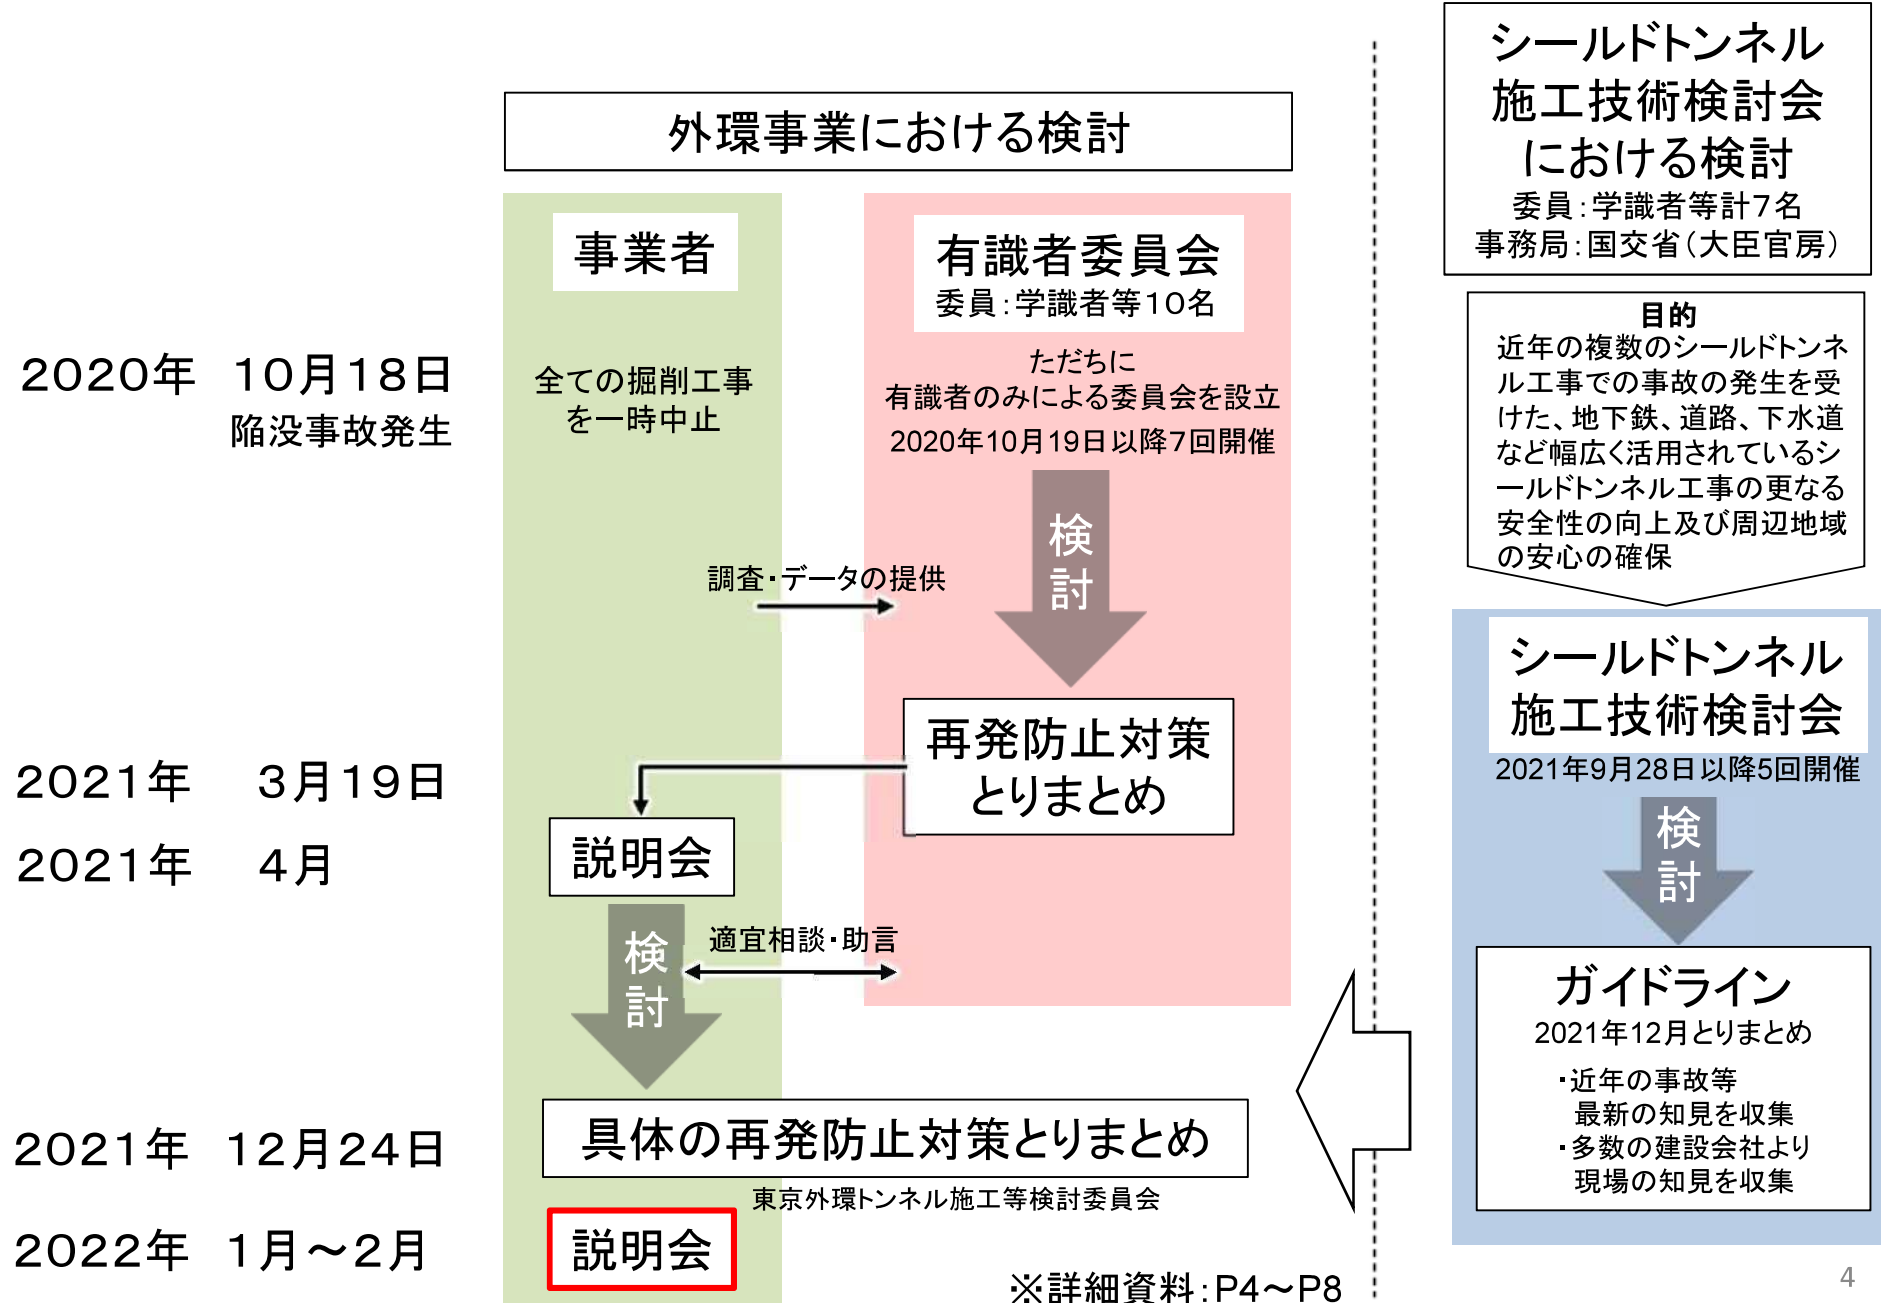 外環事業における検討
事業者
有識者委員会
委員：学識者等１０名
２０２０年　１０月１８日
陥没事故発生
全ての掘削工事
を一時中止
ただちに
有識者のみによる委員会を設立
2020年10月19日以降７回開催
検
討
調査・データの提供
再発防止対策
とりまとめ
２０２１年　３月１９日
２０２１年　４月
説明会
検
討
適宜相談・助言
２０２１年　１２月２４日
具体の再発防止対策とりまとめ
東京外環トンネル施工等検討委員会
２０２２年　１月～２月
説明会
※詳細資料：Ｐ４～Ｐ８
シールドトンネル
施工技術検討会
における検討
委員：学識者等計７名
事務局：国交省（大臣官房）
目的
近年の複数のシールドトンネ
ル工事での事故の発生を受
けた、地下鉄、道路、下水道
など幅広く活用されているシ
ールドトンネル工事の更なる
安全性の向上及び周辺地域
の安心の確保
シールドトンネル
施工技術検討会
2021年9月28日以降5回開催
検
討
ガイドライン
2021年12月とりまとめ
・近年の事故等
最新の知見を収集
・多数の建設会社より
現場の知見を収集
4